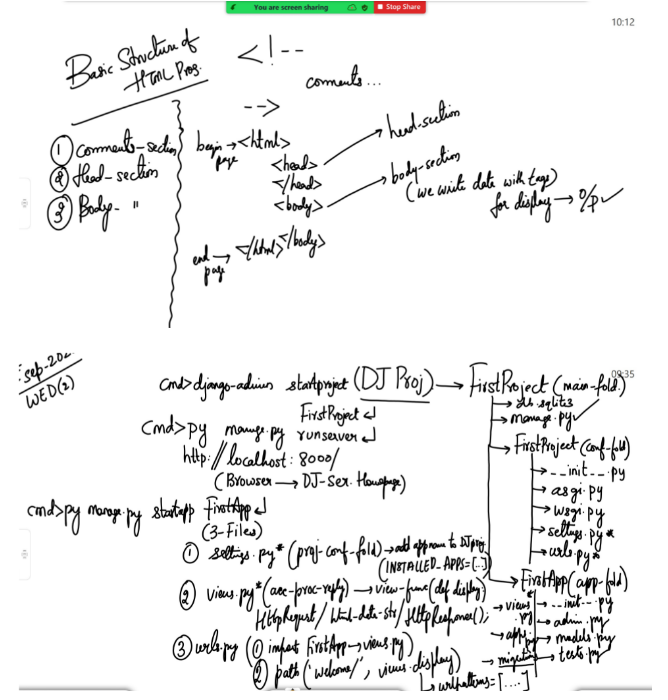 You are screen sharing Stop Share
10:12
Basic Structure of
HTML Prog.
<!--
comments...
-->
① Comments-section
② Head-section
③ Body- "
begin → <html>
page
<head> → head-section
</head>
<body> → body-section
(we write data with tags)
for display → o/p ✓
</body>
end → </html>
page
sep-202
WED(2)
09:35
cmd>django-admin startproject (DJ Proj) → FirstProject (main-fold)
FirstProject ↵
→ db.sqlite3
→ manage.py ✓
cmd>py manage.py runserver ↵
http://localhost:8000/
(Browser → DJ-Ser. Homepage)
→ FirstProject (conf-fold)
→ __init__.py
→ asgi.py
→ wsgi.py
→ settings.py*
→ urls.py*
cmd>py manage.py startapp FirstApp ↵
(3-Files)
① settings.py* (proj-conf-fold) → add app name to DJ proj.
(INSTALLED_APPS=[...])
→ FirstApp (app-fold)
② views.py* (acc-proc-reply) → view-func (def display:
HttpRequest / html-data-str / HttpResponse();
→ views.py
→ __init__.py
→ admin.py
→ apps.py
→ models.py
→ migrations
→ tests.py
③ urls.py (① import FirstApp → views.py)
② path('welcome/', views.display)
→ urlpatterns=[....]